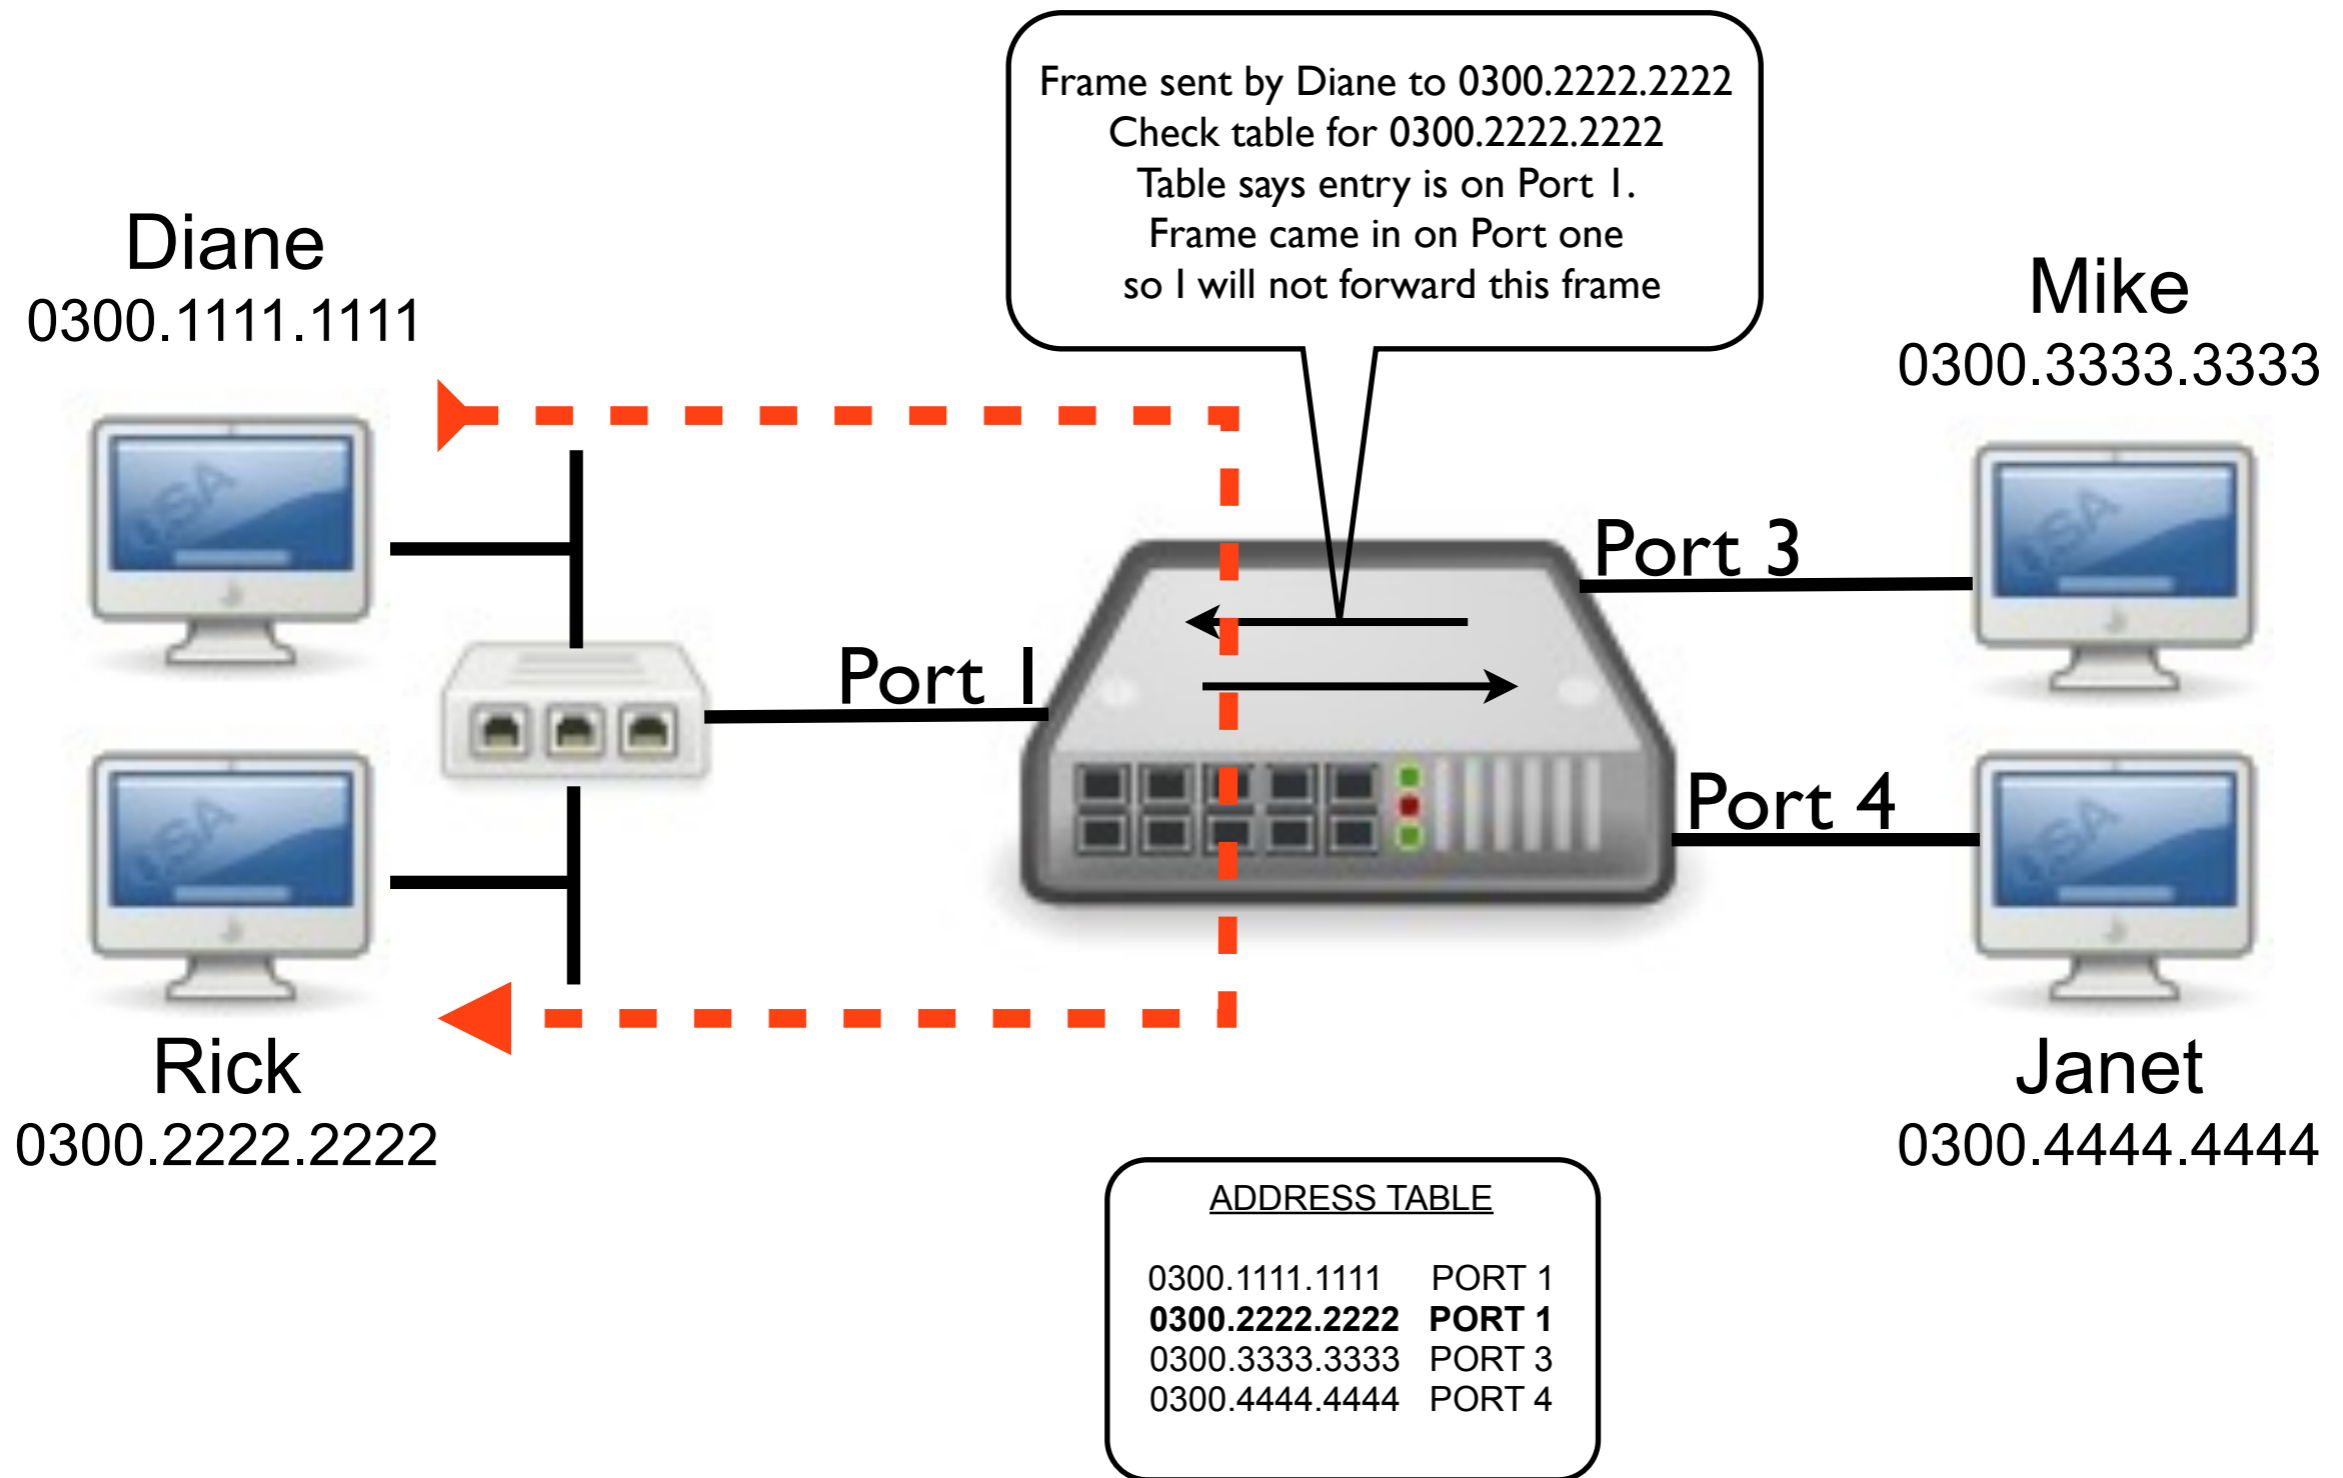 Frame sent by Diane to 0300.2222.2222
Check table for 0300.2222.2222
Table says entry is on Port 1.
Frame came in on Port one
so I will not forward this frame
Diane
0300.1111.1111
Mike
0300.3333.3333
USA
USA
Port 3
Port 1
Port 4
USA
USA
Rick
0300.2222.2222
Janet
0300.4444.4444
ADDRESS TABLE
0300.1111.1111 PORT 1
0300.2222.2222 PORT 1
0300.3333.3333 PORT 3
0300.4444.4444 PORT 4